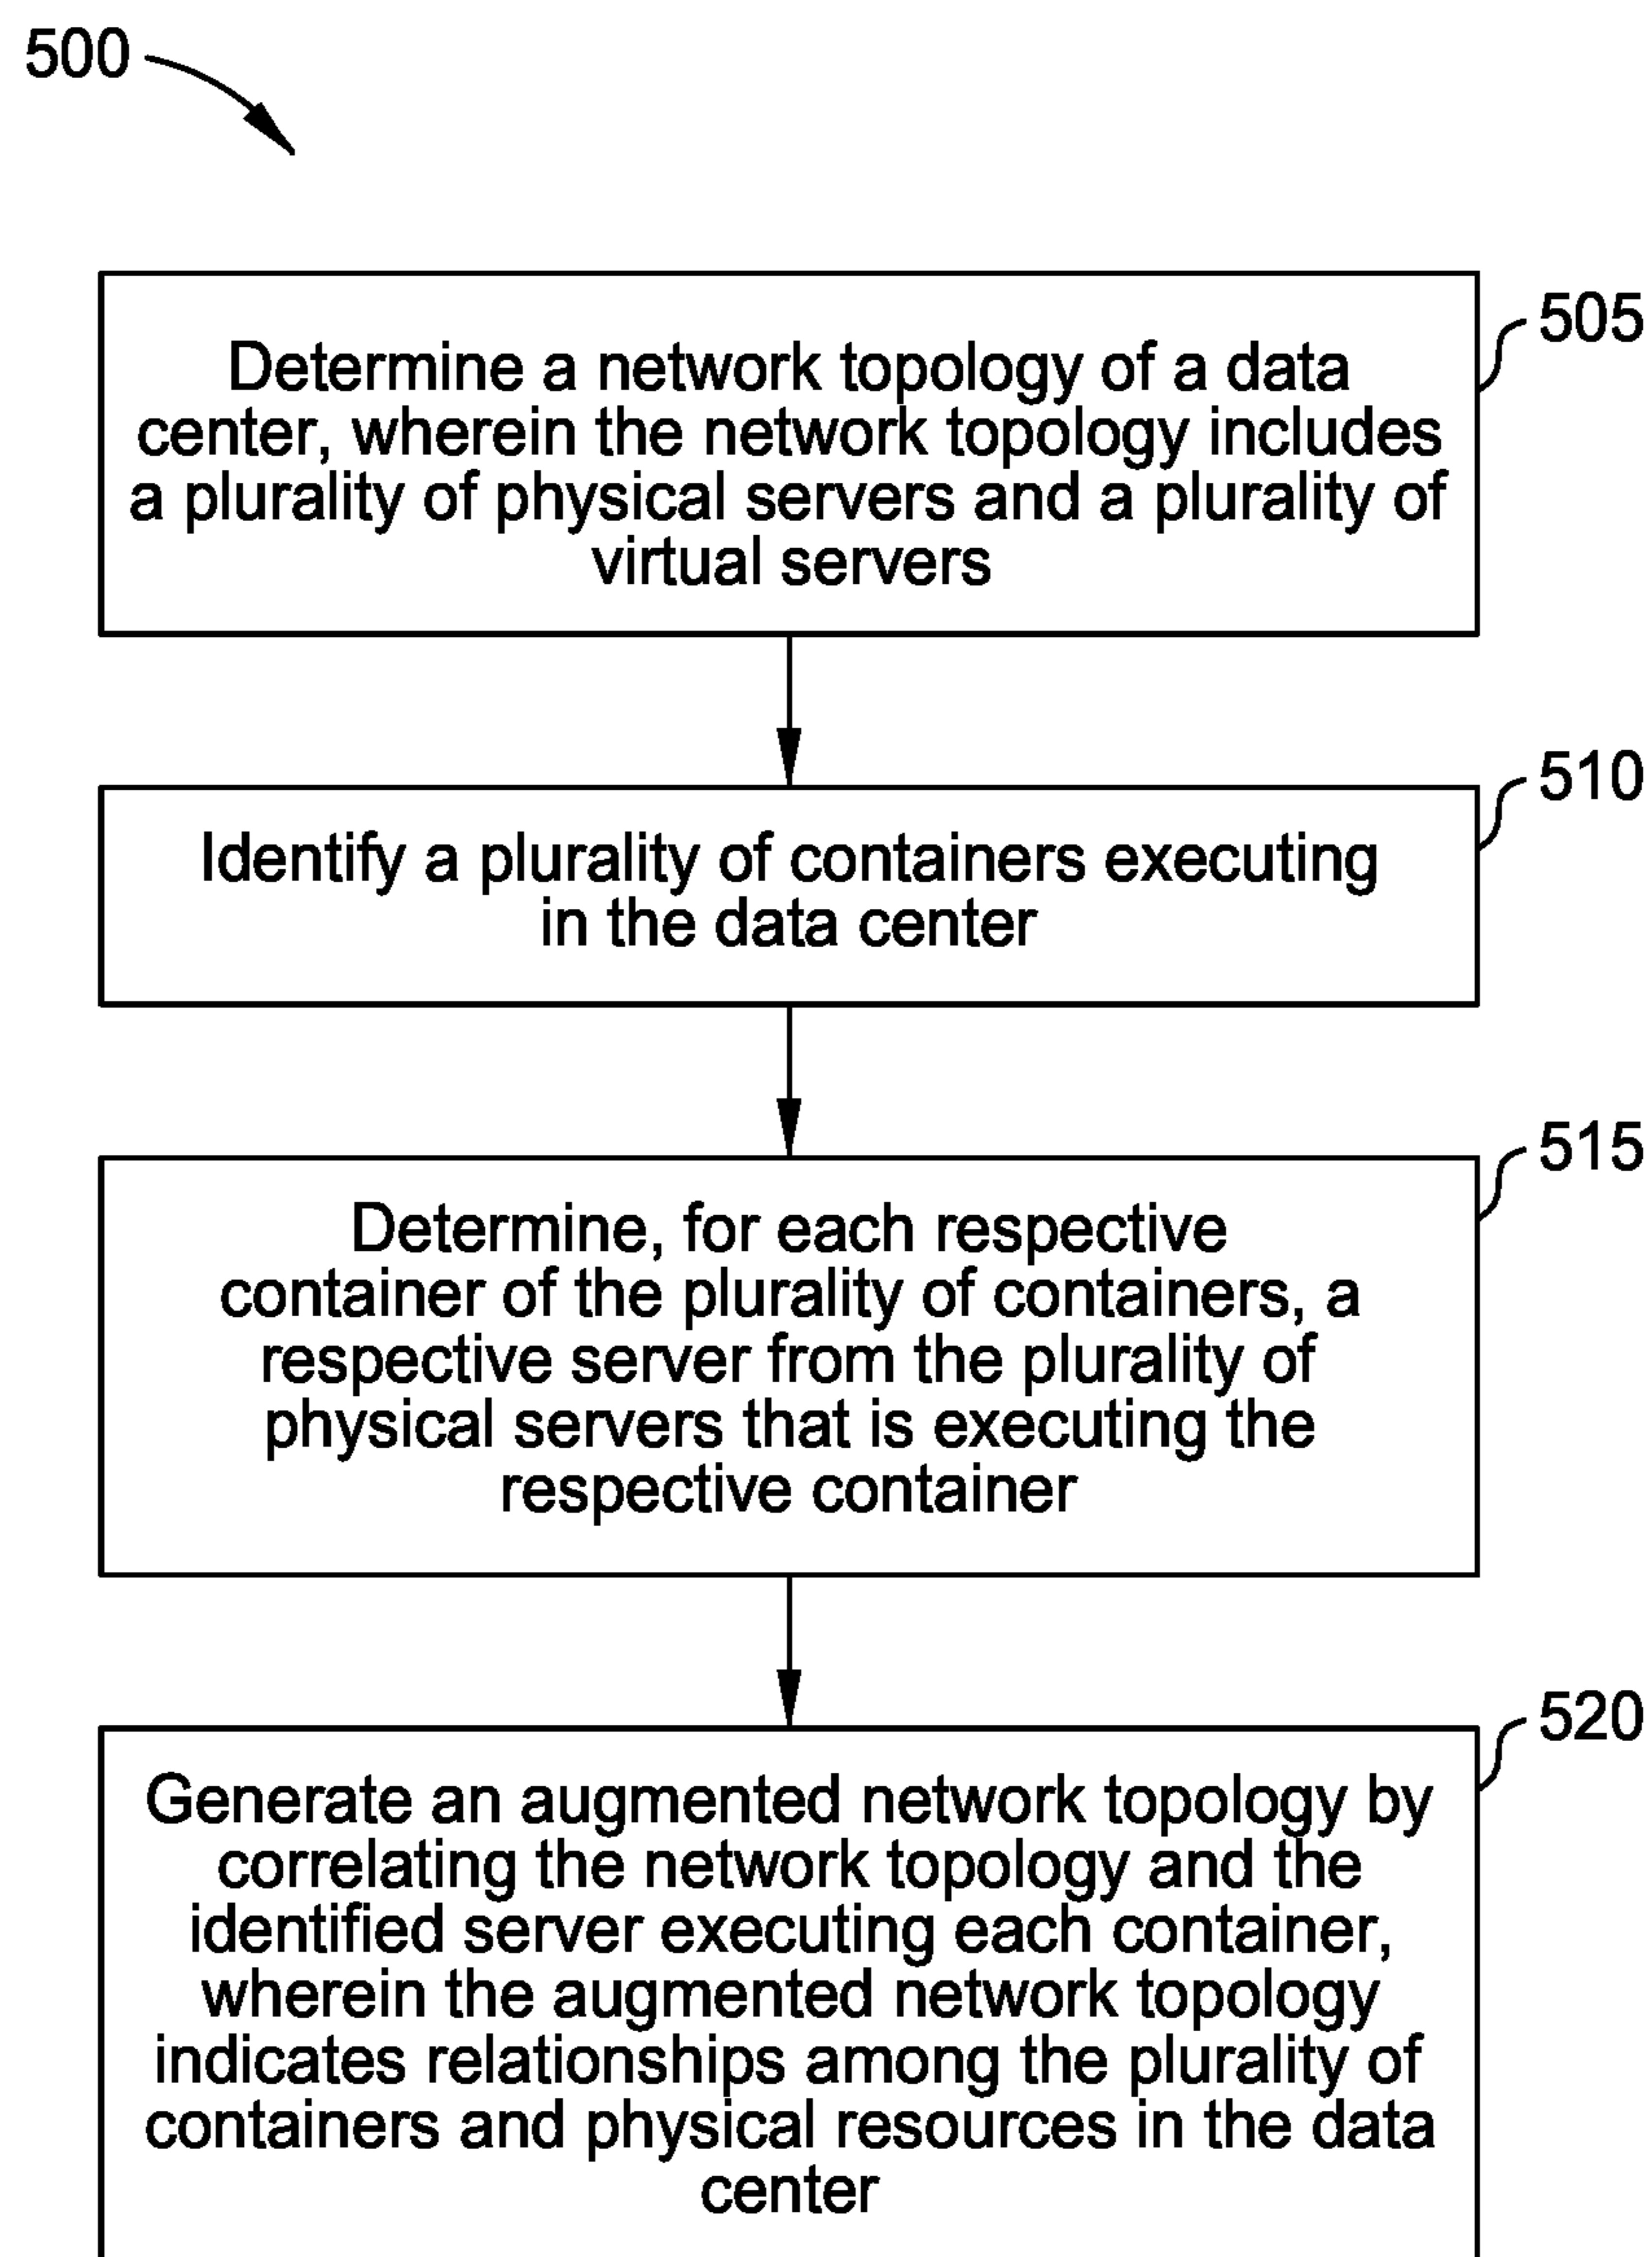 500
505
Determine a network topology of a data
center, wherein the network topology includes
a plurality of physical servers and a plurality of
virtual servers
510
Identify a plurality of containers executing
in the data center
515
Determine, for each respective
container of the plurality of containers, a
respective server from the plurality of
physical servers that is executing the
respective container
520
Generate an augmented network topology by
correlating the network topology and the
identified server executing each container,
wherein the augmented network topology
indicates relationships among the plurality of
containers and physical resources in the data
center